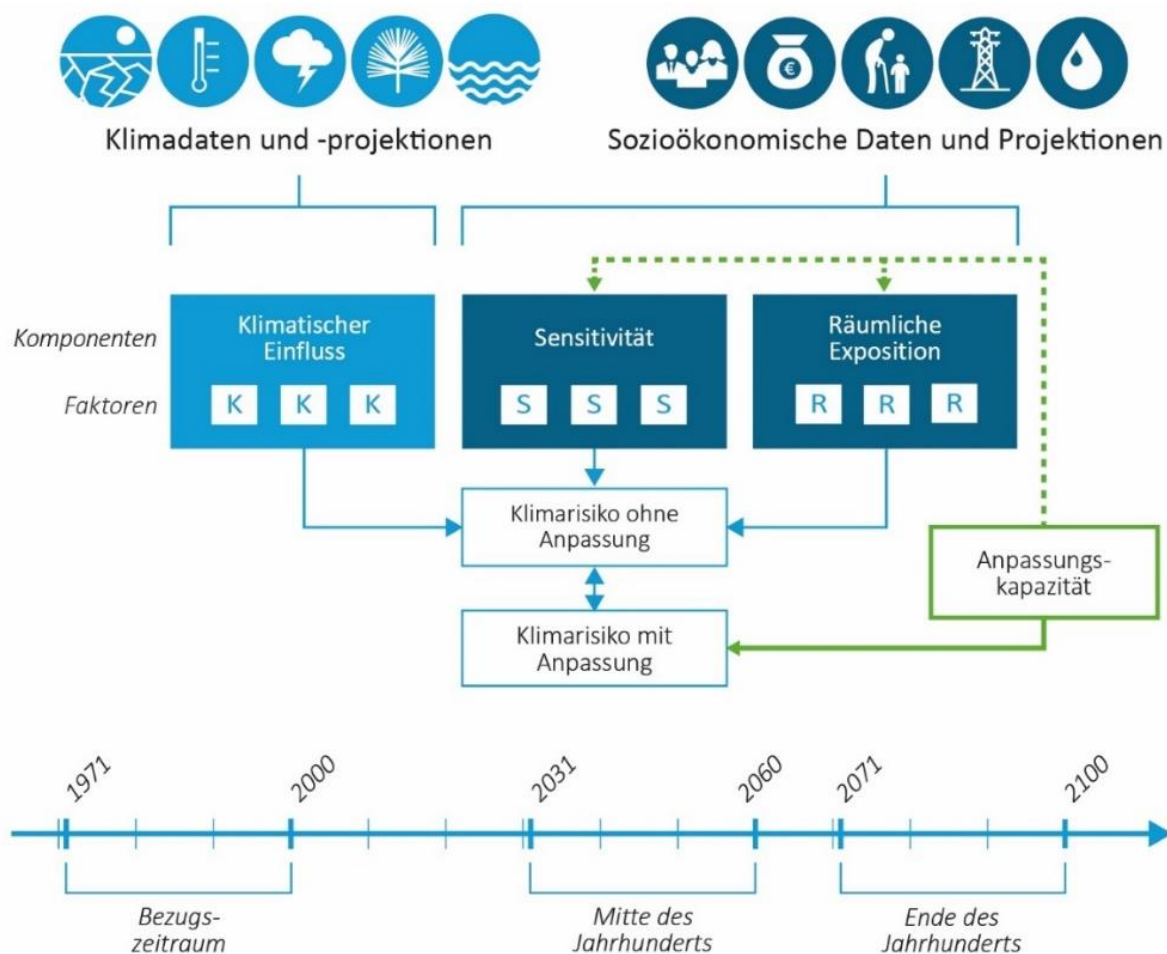 €
Klimadaten und -projektionen
Sozioökonomische Daten und Projektionen
Komponenten
Klimatischer
Einfluss
Sensitivität
Räumliche
Exposition
Faktoren
K K K
S S S
R R R
Klimarisiko ohne
Anpassung
Anpassungs-
kapazität
Klimarisiko mit
Anpassung
1971
2000
2031
2060
2071
2100
Bezugs-
zeitraum
Mitte des
Jahrhunderts
Ende des
Jahrhunderts